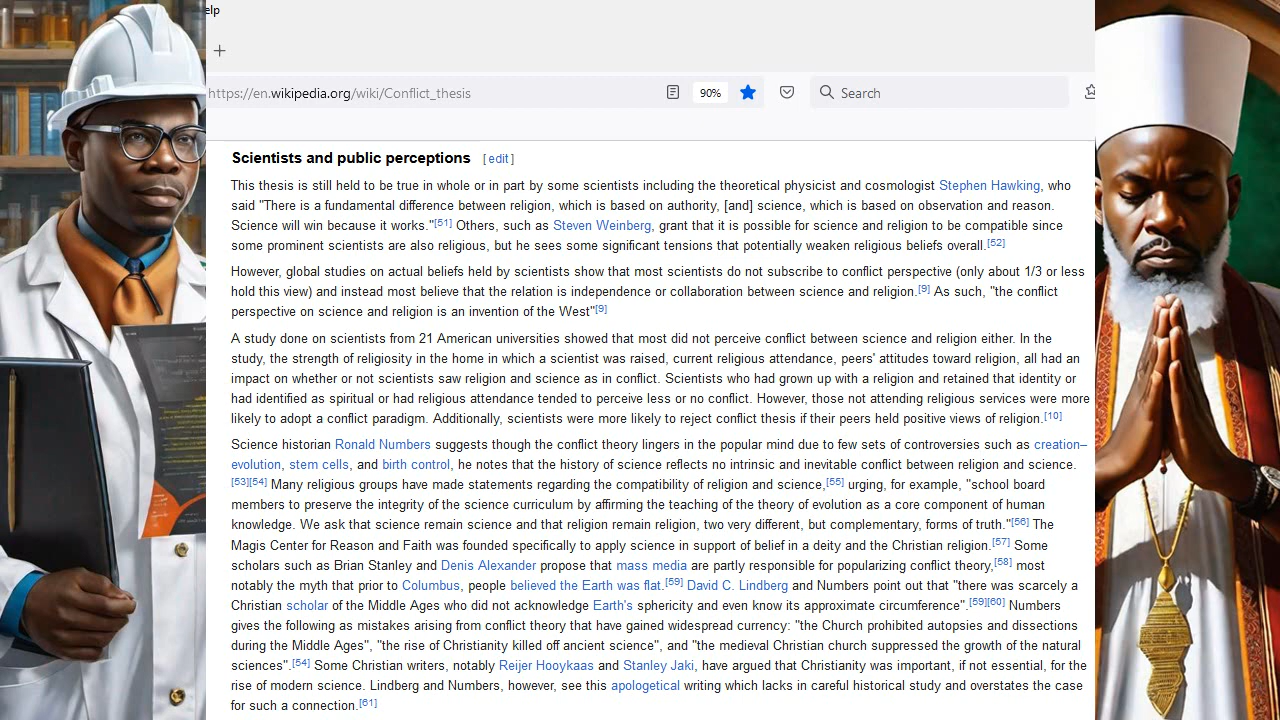 elp
https://en.wikipedia.org/wiki/Conflict_thesis
90%
Search
Scientists and public perceptions [edit]
This thesis is still held to be true in whole or in part by some scientists including the theoretical physicist and cosmologist Stephen Hawking, who
said "There is a fundamental difference between religion, which is based on authority, [and] science, which is based on observation and reason.
Science will win because it works."[51] Others, such as Steven Weinberg, grant that it is possible for science and religion to be compatible since
some prominent scientists are also religious, but he sees some significant tensions that potentially weaken religious beliefs overall.[52]
However, global studies on actual beliefs held by scientists show that most scientists do not subscribe to conflict perspective (only about 1/3 or less
hold this view) and instead most believe that the relation is independence or collaboration between science and religion.[9] As such, "the conflict
perspective on science and religion is an invention of the West"[9]
A study done on scientists from 21 American universities showed that most did not perceive conflict between science and religion either. In the
study, the strength of religiosity in the home in which a scientist was raised, current religious attendance, peers' attitudes toward religion, all had an
impact on whether or not scientists saw religion and science as in conflict. Scientists who had grown up with a religion and retained that identity or
had identified as spiritual or had religious attendance tended to perceive less or no conflict. However, those not attending religious services were more
likely to perceive a conflict. Additionally, scientists were more likely to reject conflict thesis if their peers held positive views of religion.[10]
Science historian Ronald Numbers suggests that though the conflict theory lingers in the popular mind due to few sets of controversies such as creation–
evolution, stem cells, and birth control, he notes that the history of science reflects no intrinsic and inevitable conflict between religion and science.
[53][54] Many religious groups have made statements regarding the compatibility of religion and science,[55] urging, for example, "school board
members to preserve the integrity of the science curriculum by affirming the teaching of the theory of evolution as a core component of human
knowledge. We ask that science remain science and that religion remain religion, two very different, but complementary, forms of truth."[56] The
Magis Center for Reason and Faith was founded specifically to apply science in support of belief in a deity and the Christian religion.[57] Some
scholars such as Brian Stanley and Denis Alexander propose that mass media are partly responsible for popularizing conflict theory,[58] most
notably the myth that prior to Columbus, people believed the Earth was flat.[59] David C. Lindberg and Numbers point out that "there was scarcely a
Christian scholar of the Middle Ages who did not acknowledge Earth's sphericity and even know its approximate circumference".[59][60] Numbers
gives the following as mistakes arising from conflict theory that have gained widespread currency: "the Church prohibited autopsies and dissections
during the Middle Ages", "the rise of Christianity killed off ancient science", and "the medieval Christian church suppressed the growth of the natural
sciences".[54] Some Christian writers, notably Reijer Hooykaas and Stanley Jaki, have argued that Christianity was important, if not essential, for the
rise of modern science. Lindberg and Numbers, however, see this apologetical writing which lacks in careful historical study and overstates the case
for such a connection.[61]